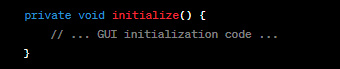 private void initialize() {
    // ... GUI initialization code ...
}